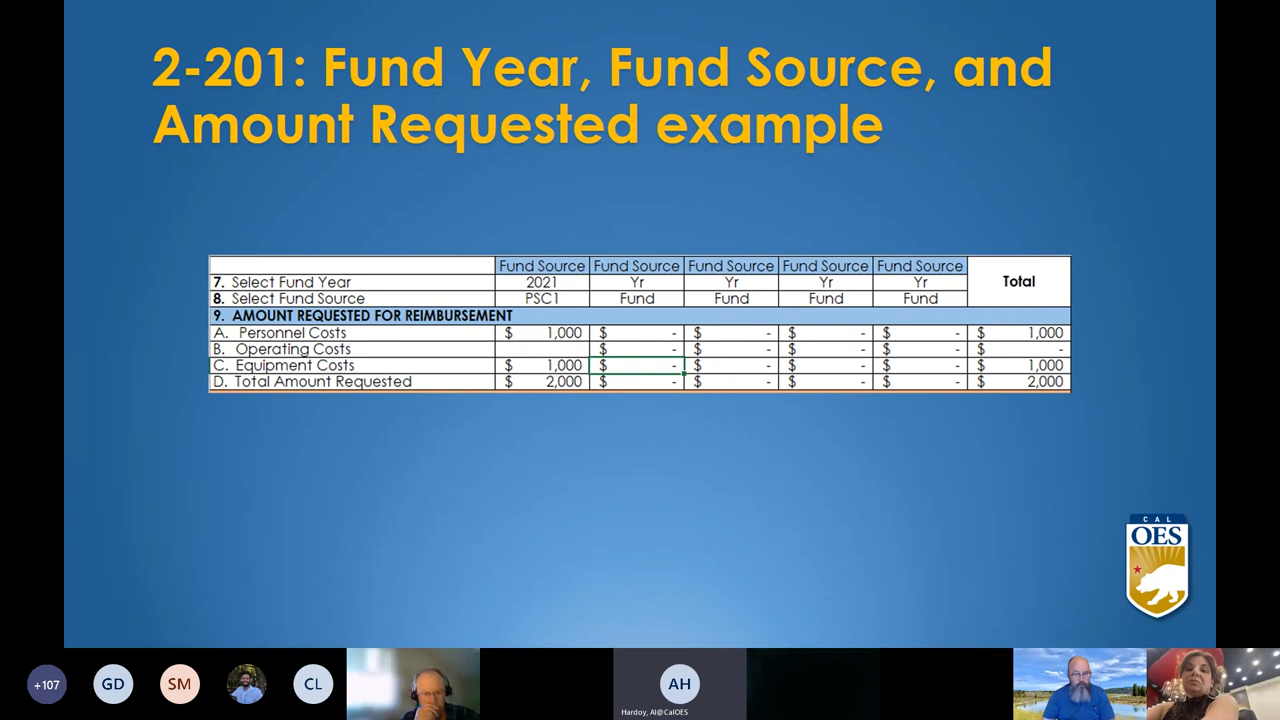 2-201: Fund Year, Fund Source, and
Amount Requested example
Fund Source Fund Source Fund Source Fund Source Fund Source Total
7. Select Fund Year 2021 Yr Yr Yr Yr
8. Select Fund Source PSC1 Fund Fund Fund Fund
9. AMOUNT REQUESTED FOR REIMBURSEMENT
A. Personnel Costs $ 1,000 $ - $ - $ - $ - $ 1,000
B. Operating Costs $ - $ - $ - $ - $ -
C. Equipment Costs $ 1,000 $ - $ - $ - $ - $ 1,000
D. Total Amount Requested $ 2,000 $ - $ - $ - $ - $ 2,000
CAL
OES
+107 GD SM CL AH
Hardoy, Al@CalOES